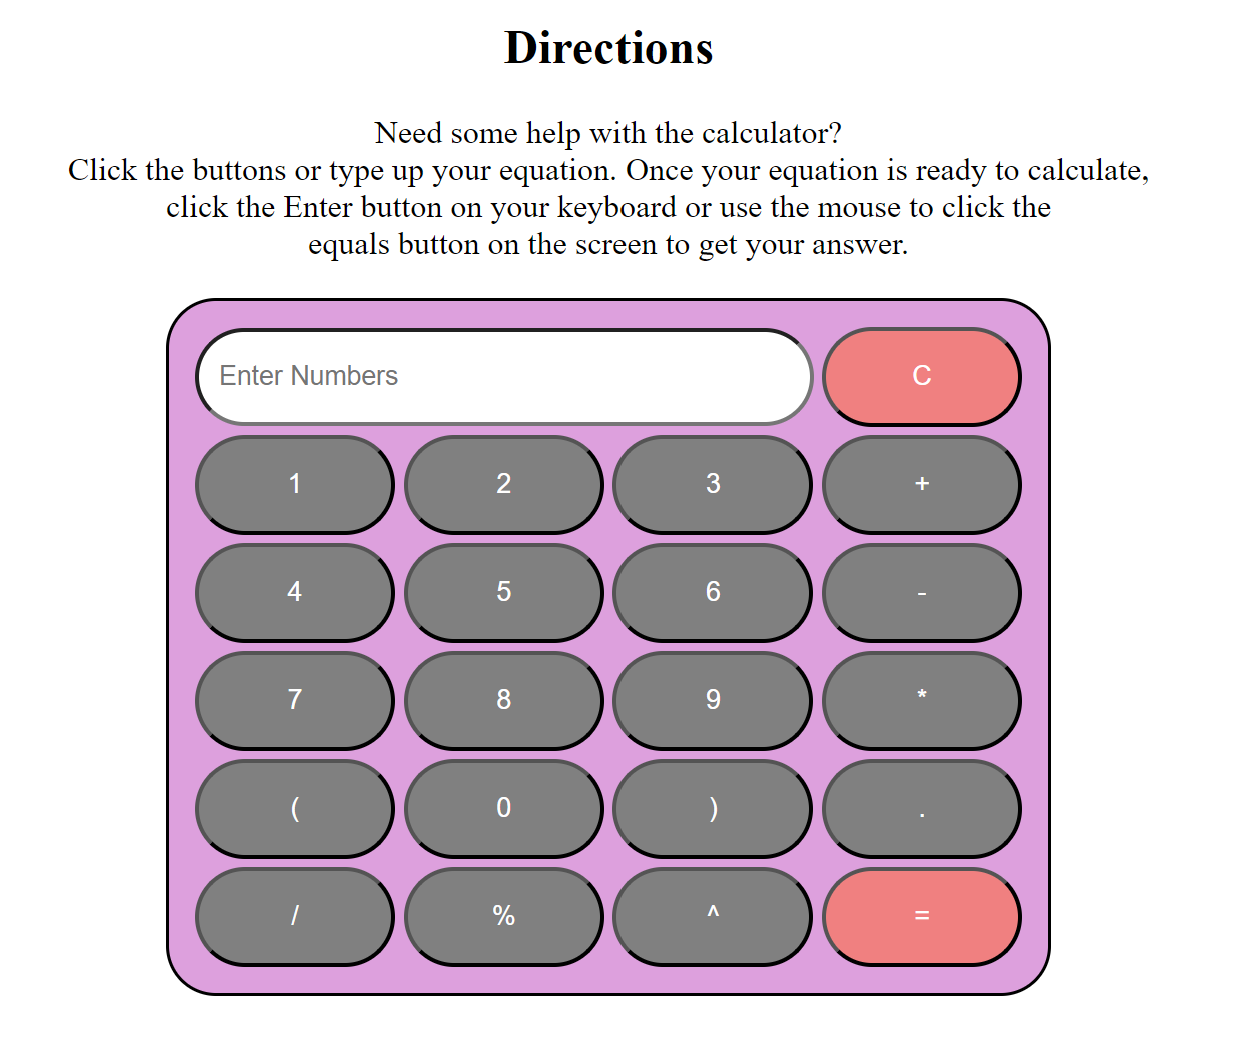 Directions
Need some help with the calculator?
Click the buttons or type up your equation. Once your equation is ready to calculate,
click the Enter button on your keyboard or use the mouse to click the
equals button on the screen to get your answer.
Enter Numbers C
1 2 3 +
4 5 6 -
7 8 9 *
( 0 ) .
/ % ^ =